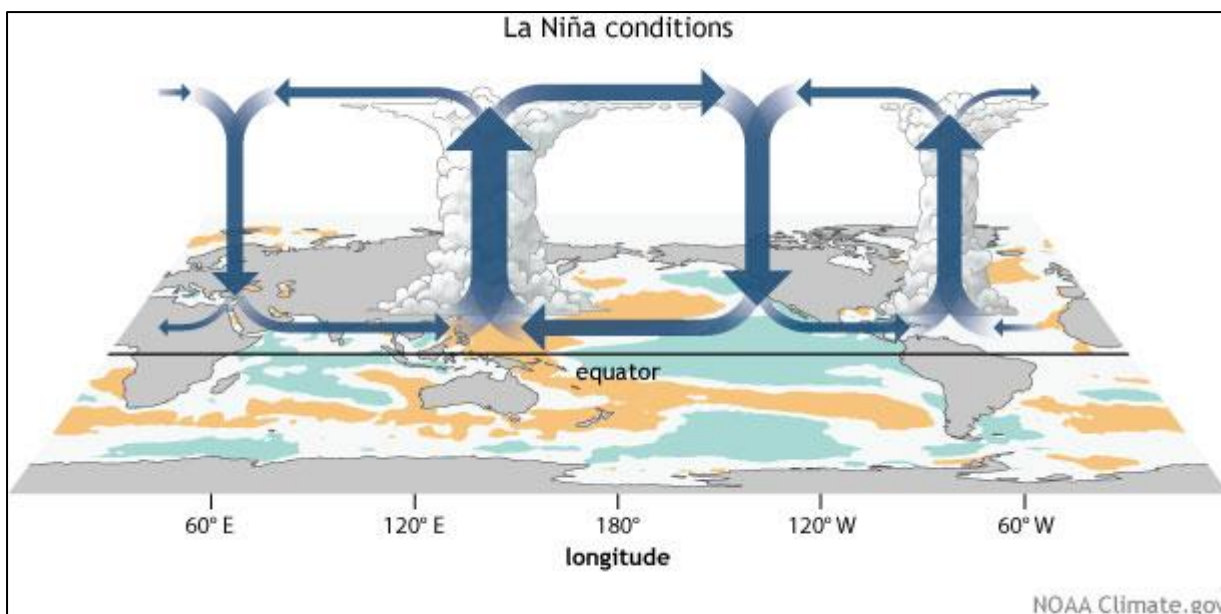 La Niña conditions
equator
60° E 120° E 180° 120° W 60° W
longitude
NOAA Climate.gov